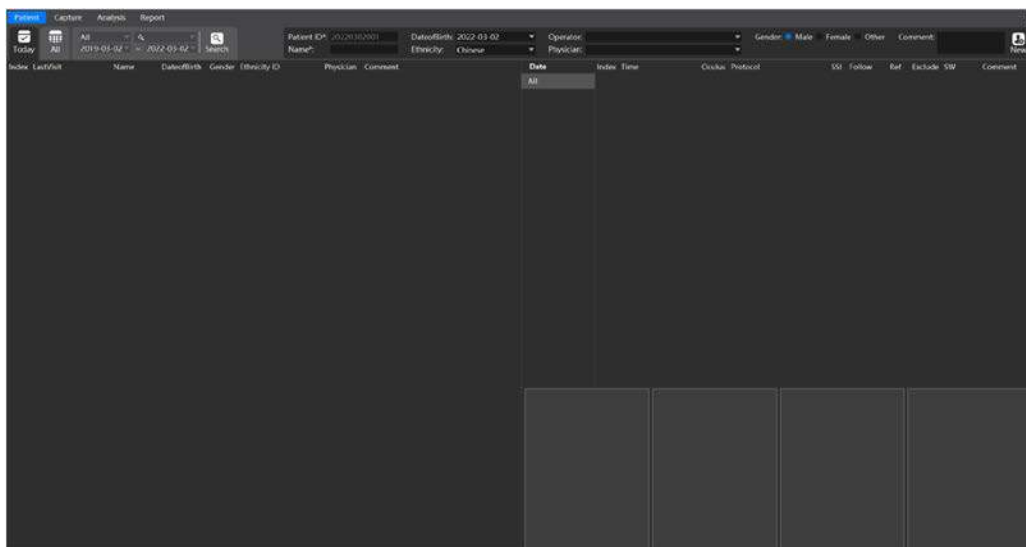 Patient Capture Analysis Report
Today All All 2019-03-02 ~ 2022-03-02 Search
Patient ID*: 20220302001 DateofBirth: 2022-03-02 Operator: Gender: Male Female Other Comment: New
Name*: Ethnicity: Chinese Physician:
Index LastVisit Name DateofBirth Gender Ethnicity ID Physician Comment
Date Index Time Oculus Protocol SSI Follow Ref Exclude SW Comment
All